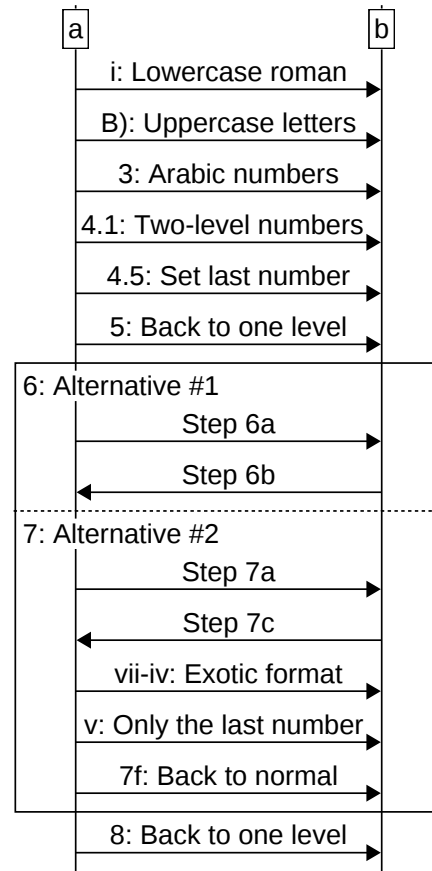 a b
i: Lowercase roman
B): Uppercase letters
3: Arabic numbers
4.1: Two-level numbers
4.5: Set last number
5: Back to one level
6: Alternative #1
Step 6a
Step 6b
7: Alternative #2
Step 7a
Step 7c
vii-iv: Exotic format
v: Only the last number
7f: Back to normal
8: Back to one level